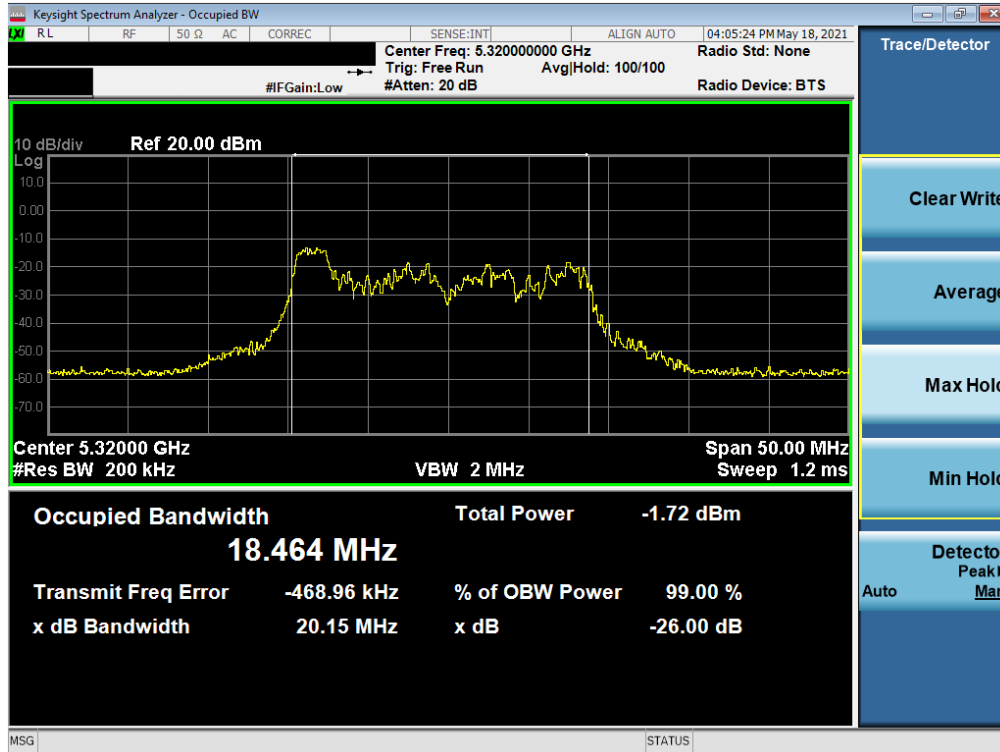 Keysight Spectrum Analyzer - Occupied BW
LXI RL RF 50 Ω AC CORREC SENSE:INT ALIGN AUTO 04:05:24 PM May 18, 2021
Center Freq: 5.320000000 GHz Radio Std: None
Trig: Free Run Avg|Hold: 100/100
#IFGain:Low #Atten: 20 dB Radio Device: BTS
Trace/Detector
10 dB/div Ref 20.00 dBm
Log
10.0
0.00
-10.0
-20.0
-30.0
-40.0
-50.0
-60.0
-70.0
Center 5.32000 GHz Span 50.00 MHz
#Res BW 200 kHz VBW 2 MHz Sweep 1.2 ms
Occupied Bandwidth Total Power -1.72 dBm
18.464 MHz
Transmit Freq Error -468.96 kHz % of OBW Power 99.00 %
x dB Bandwidth 20.15 MHz x dB -26.00 dB
Clear Write
Average
Max Hold
Min Hold
Detector
Peak
Auto Man
MSG STATUS